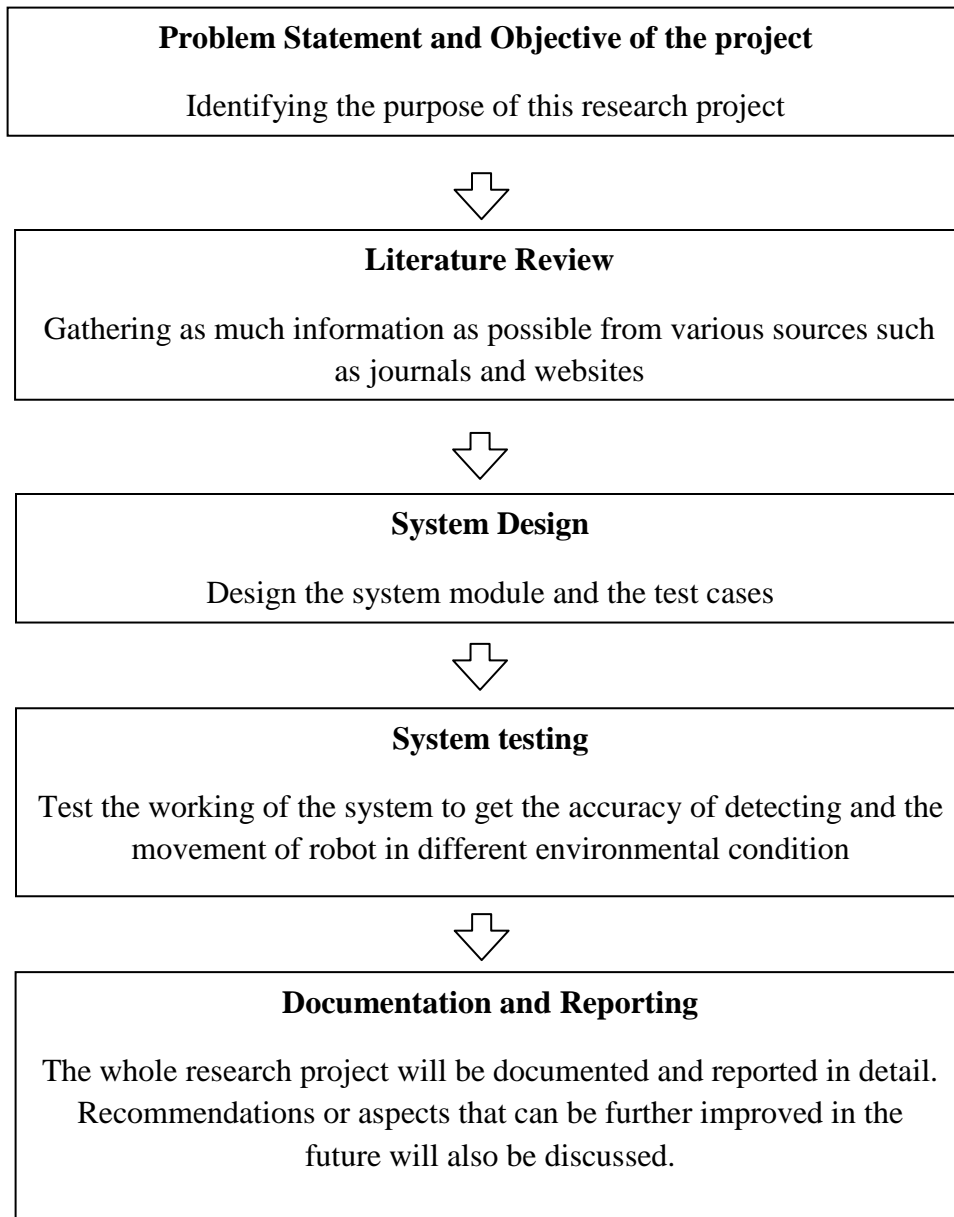 Problem Statement and Objective of the project
Identifying the purpose of this research project
Literature Review
Gathering as much information as possible from various sources such
as journals and websites
System Design
Design the system module and the test cases
System testing
Test the working of the system to get the accuracy of detecting and the
movement of robot in different environmental condition
Documentation and Reporting
The whole research project will be documented and reported in detail.
Recommendations or aspects that can be further improved in the
future will also be discussed.